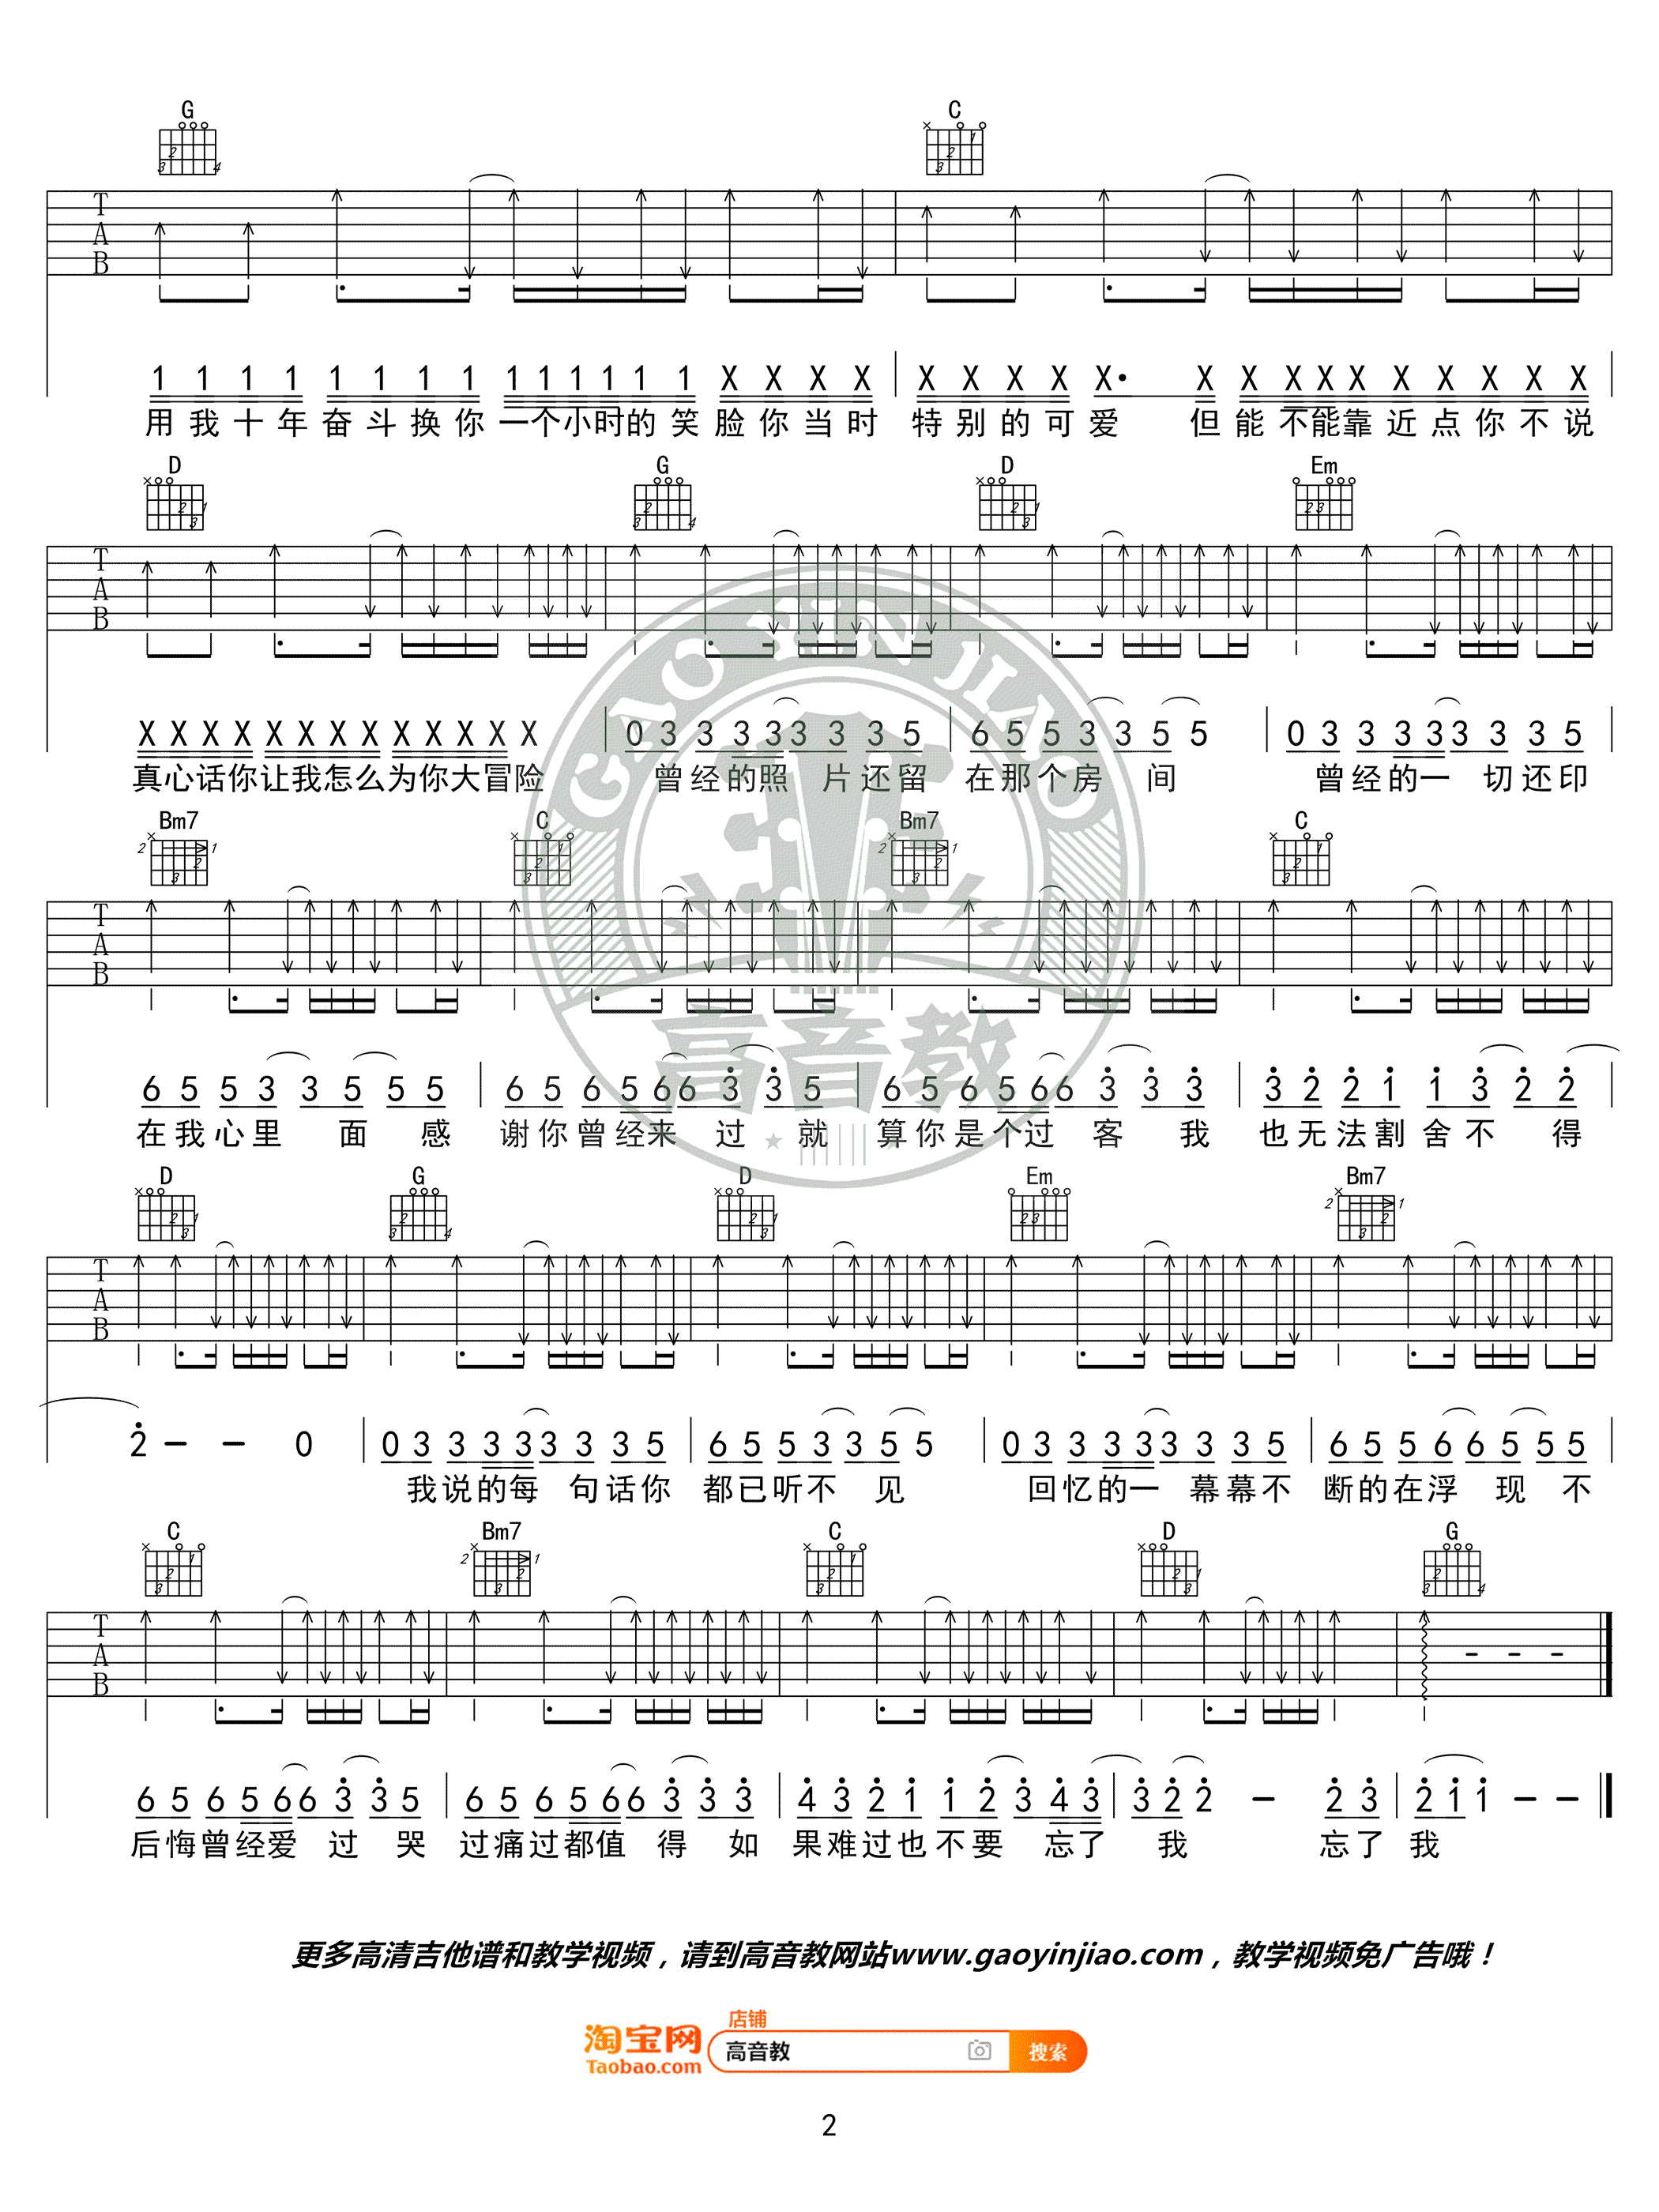 G C
T A B
1 1 1 1 1 1 1 1 1 1 1 1 1 1 X X X X X X X X X· X X X X X X X X X X
用我十年奋斗换你一个小时的笑脸你当时特别的可爱 但能不能靠近点你不说
D G D Em
T A B
X X X X X X X X X X X X X 0 3 3 3 3 3 3 3 5 6 5 5 3 3 5 5 0 3 3 3 3 3 3 3 5
真心话你让我怎么为你大冒险 曾经的照 片还留 在那个房 间 曾经的一 切还印
Bm7 C Bm7 C
T A B
6 5 5 3 3 5 5 5 6 5 6 5 6 6 3 3 5 6 5 6 5 6 6 3 3 3 3 2 2 1 1 3 2 2
在我心里 面 感 谢你曾经来 过 就 算你是个过 客 我 也无法割舍不 得
D G D Em Bm7
T A B
2 – – 0 0 3 3 3 3 3 3 3 5 6 5 5 3 3 5 5 0 3 3 3 3 3 3 3 5 6 5 5 6 6 5 5 5
我说的每 句话你 都已听不 见 回忆的一 幕幕不 断的在浮 现 不
C Bm7 C D G
T A B
6 5 6 5 6 6 3 3 5 6 5 6 5 6 6 3 3 3 4 3 2 1 1 2 3 4 3 3 2 2 – 2 3 2 1 1 – –
后悔曾经爱 过 哭 过痛过都值 得 如 果难过也不要 忘了 我 忘了 我
GAO YIN JIAO
高音教
更多高清吉他谱和教学视频，请到高音教网站www.gaoyinjiao.com，教学视频免广告哦！
店铺
淘宝网 高音教 搜索
Taobao.com
2